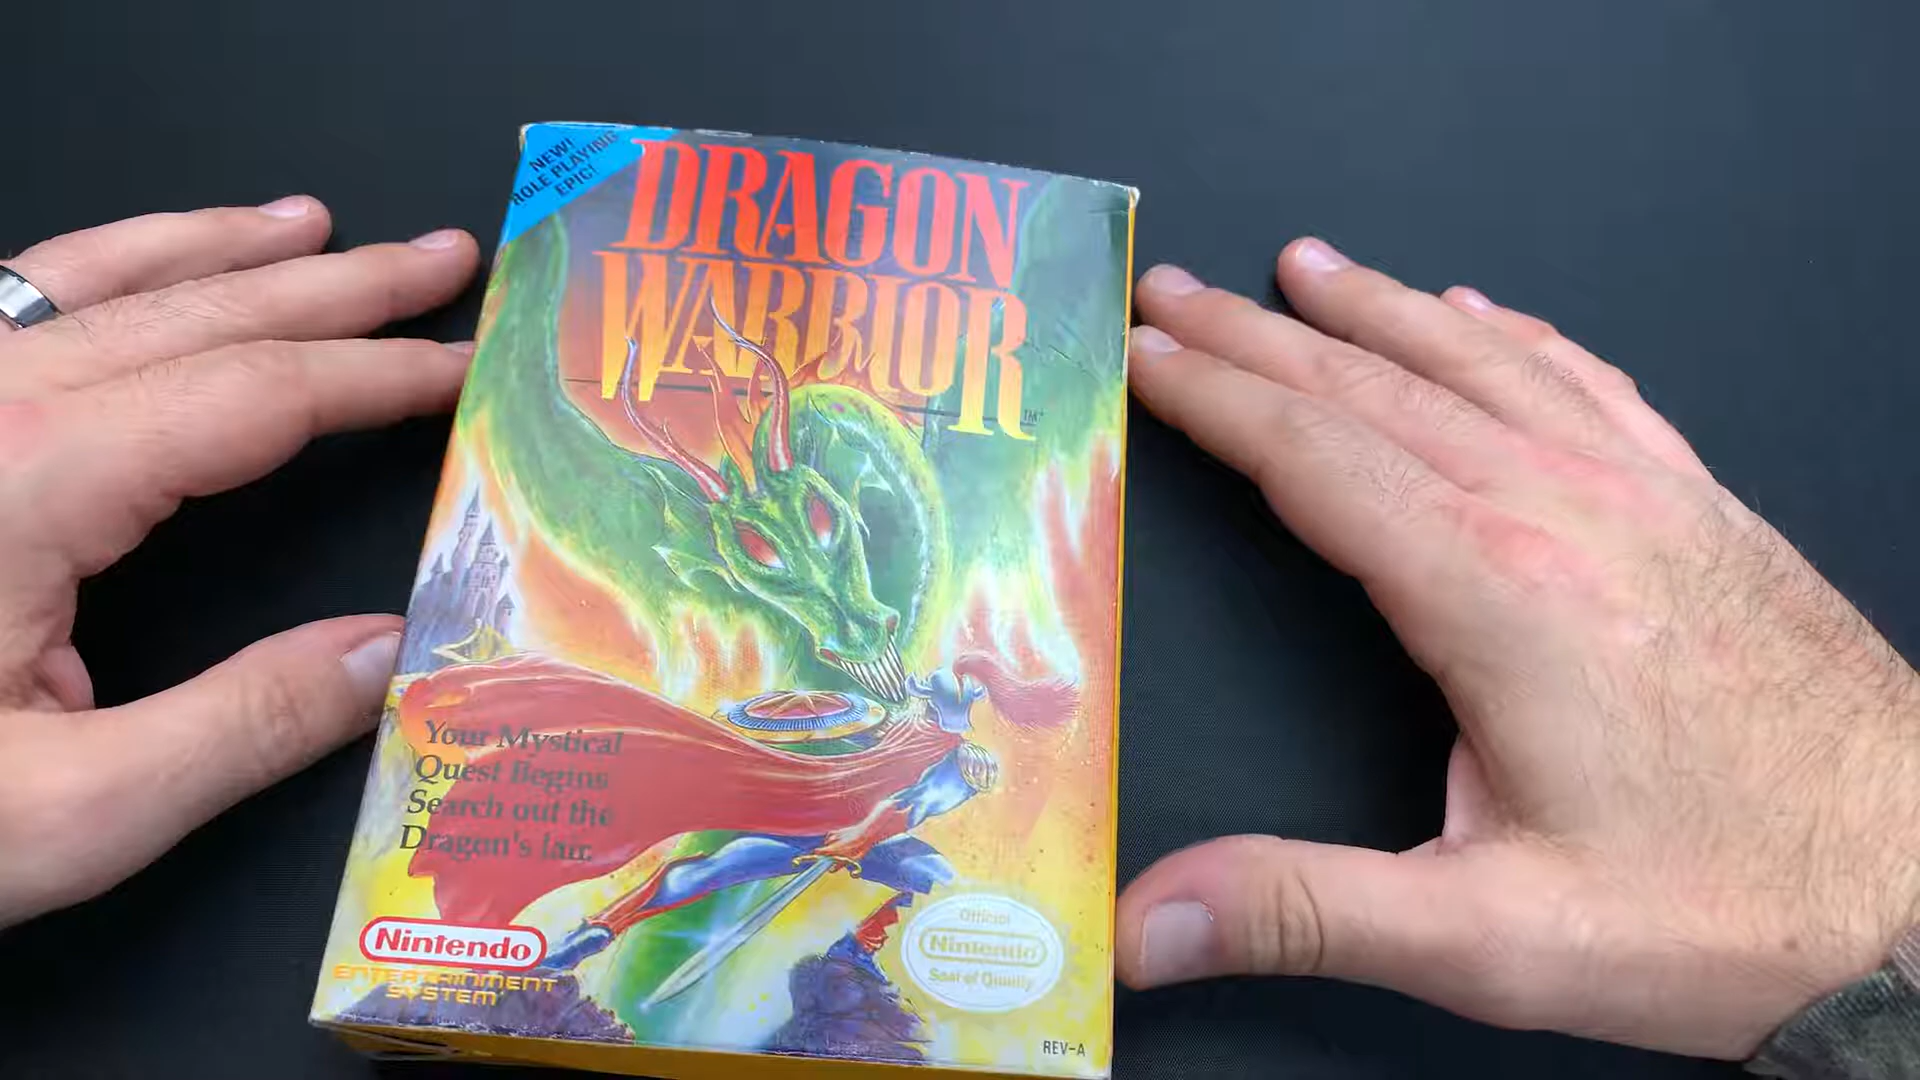 NEW!
ROLE PLAYING
EPIC!
DRAGON
WARRIOR
TM
Your Mystical
Quest Begins
Search out the
Dragon's lair.
Nintendo
ENTERTAINMENT
SYSTEM
Official
Nintendo
Seal of Quality
REV-A